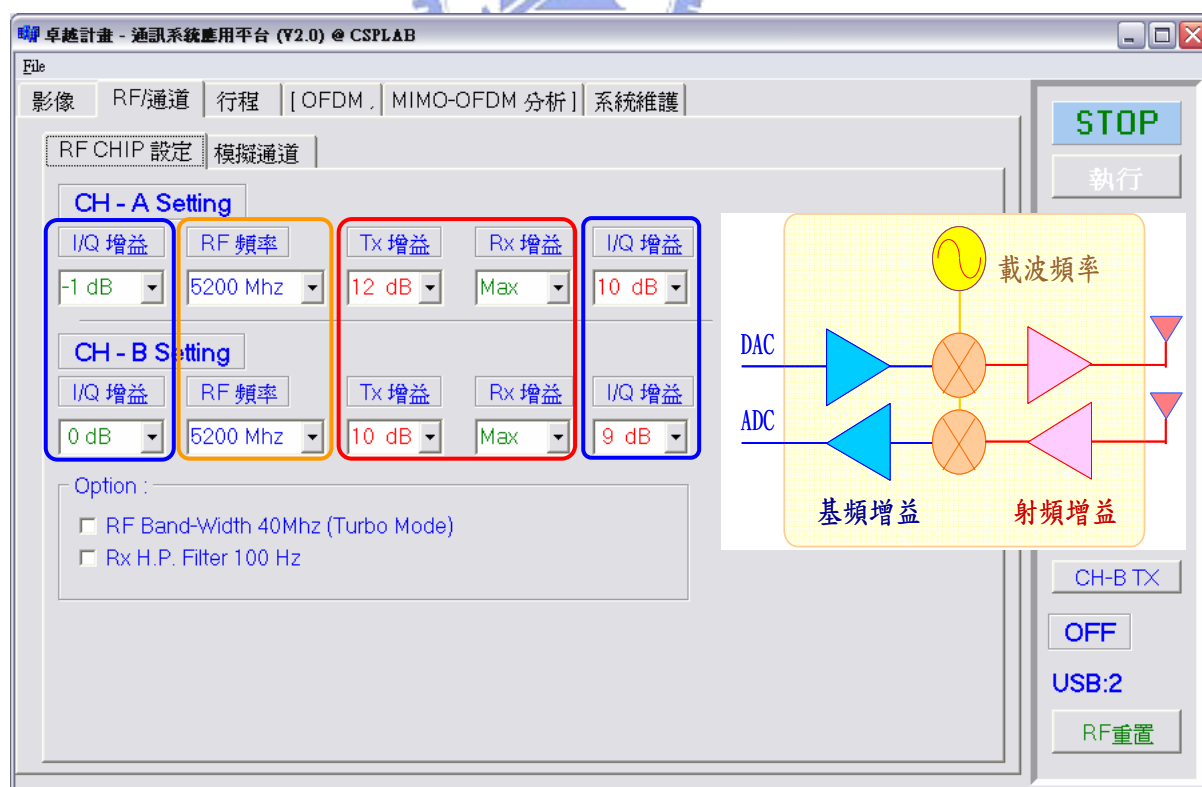 卓越計畫 - 通訊系統應用平台 (V2.0) @ CSPLAB
File
影像 RF/通道 行程 [ OFDM , MIMO-OFDM 分析 ] 系統維護
RF CHIP 設定 模擬通道
CH - A Setting
I/Q 增益 RF 頻率 Tx 增益 Rx 增益 I/Q 增益
-1 dB 5200 Mhz 12 dB Max 10 dB
CH - B Setting
I/Q 增益 RF 頻率 Tx 增益 Rx 增益 I/Q 增益
0 dB 5200 Mhz 10 dB Max 9 dB
Option :
RF Band-Width 40Mhz (Turbo Mode)
Rx H.P. Filter 100 Hz
載波頻率
DAC
ADC
基頻增益 射頻增益
STOP
執行
CH-B TX
OFF
USB:2
RF重置